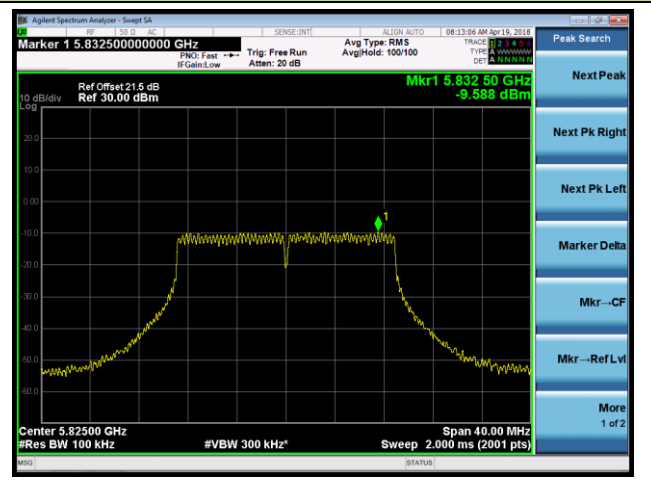 Agilent Spectrum Analyzer - Swept SA
RF 50 Ω AC SENSE:INT ALIGN AUTO 08:13:06 AM Apr 19, 2018
Marker 1 5.832500000000 GHz
PNO: Fast
IFGain:Low
Trig: Free Run
Atten: 20 dB
Avg Type: RMS
Avg|Hold: 100/100
TRACE 1 2 3 4 5 6
TYPE A WWWWW
DET A N N N N N
Peak Search
Ref Offset 21.5 dB
10 dB/div Ref 30.00 dBm
Log
Mkr1 5.832 50 GHz
-9.588 dBm
20.0
10.0
0.00
-10.0
-20.0
-30.0
-40.0
-50.0
-60.0
1
Center 5.82500 GHz
Span 40.00 MHz
#Res BW 100 kHz
#VBW 300 kHz*
Sweep 2.000 ms (2001 pts)
MSG
STATUS
Next Peak
Next Pk Right
Next Pk Left
Marker Delta
Mkr→CF
Mkr→Ref Lvl
More
1 of 2